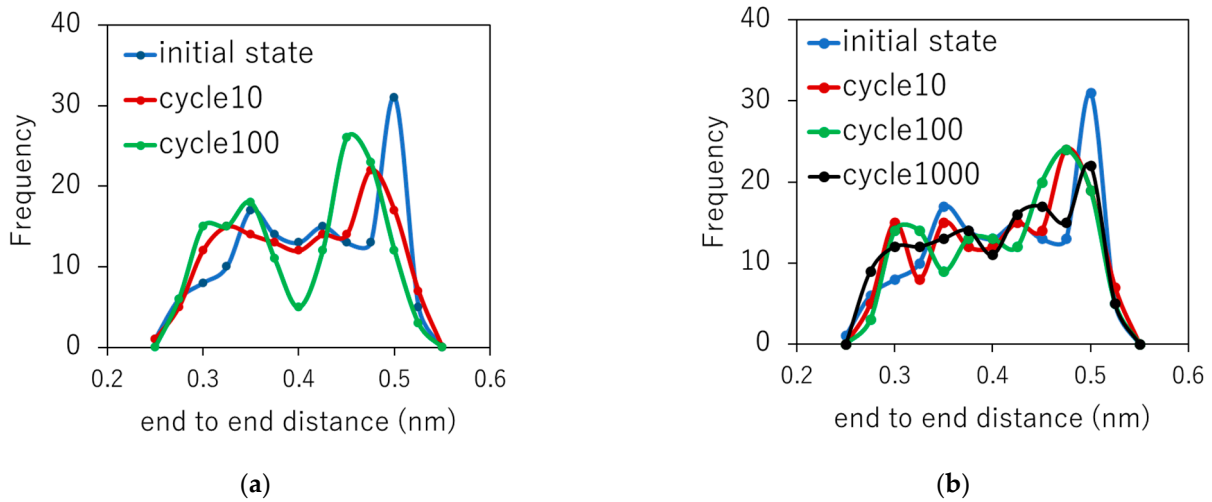 40
30
20
10
0
Frequency
initial state
cycle10
cycle100
0.2 0.3 0.4 0.5 0.6
end to end distance (nm)
(a)
40
30
20
10
0
Frequency
initial state
cycle10
cycle100
cycle1000
0.2 0.3 0.4 0.5 0.6
end to end distance (nm)
(b)